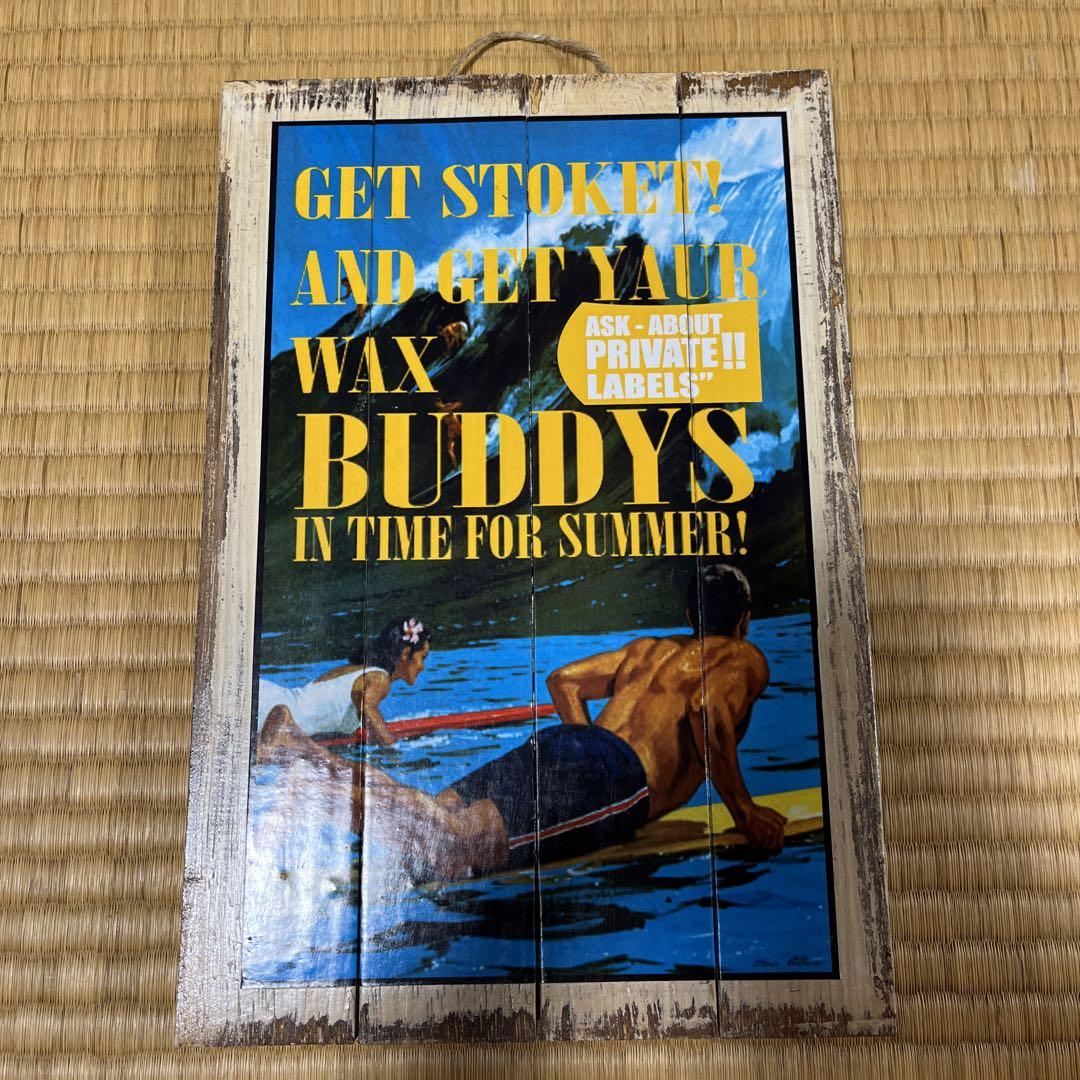 GET STOKET!
AND GET YAUR
WAX
ASK - ABOUT
PRIVATE!!
LABELS”
BUDDYS
IN TIME FOR SUMMER!